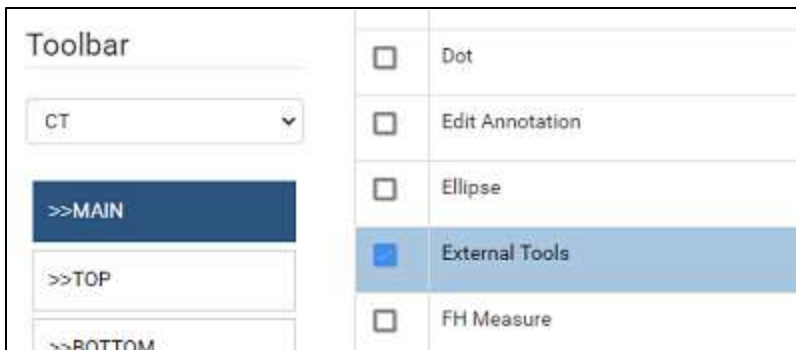 Toolbar
CT
>>MAIN
>>TOP
>>BOTTOM
Dot
Edit Annotation
Ellipse
External Tools
FH Measure